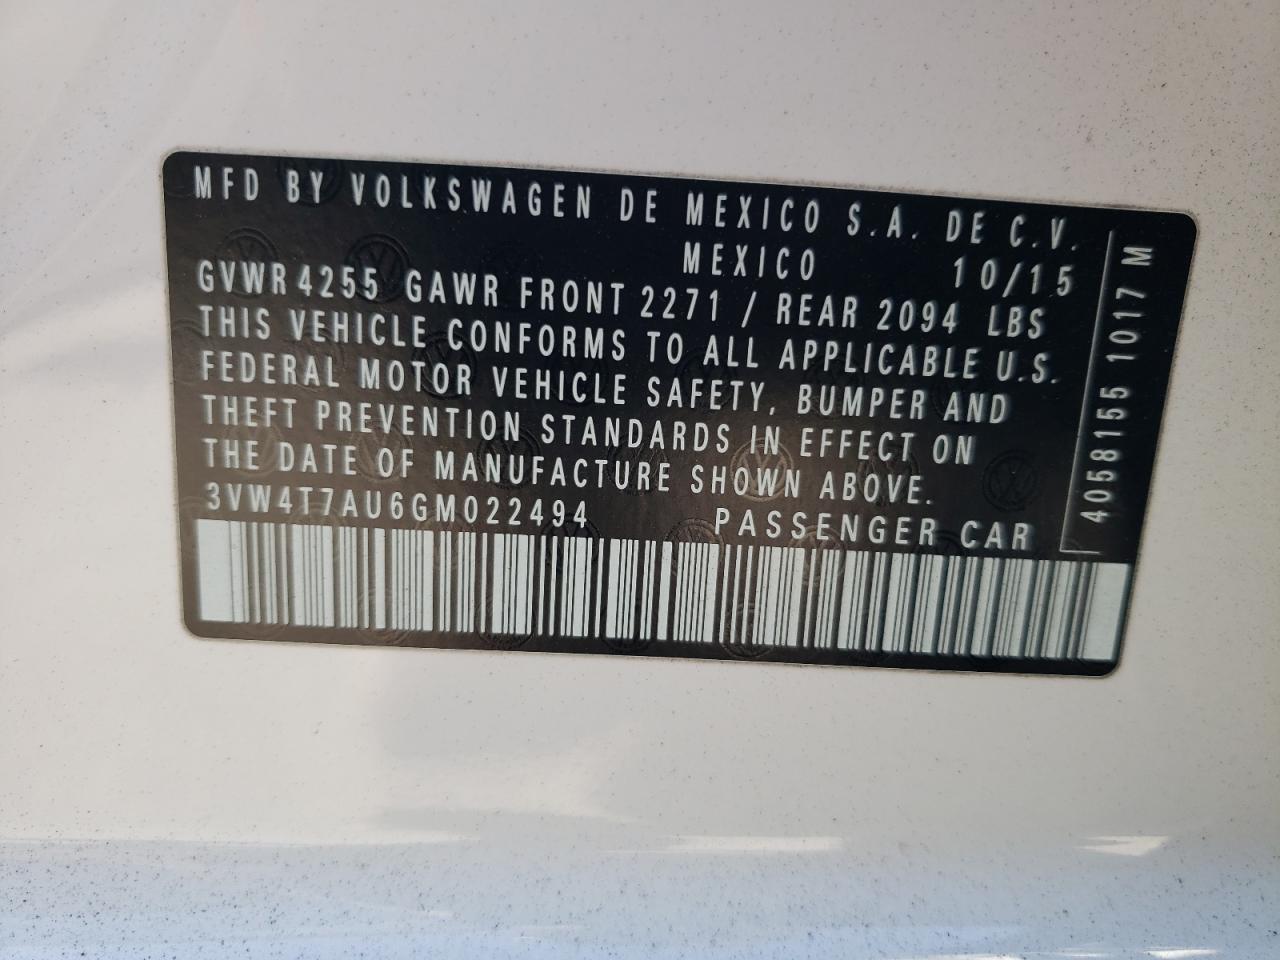 MFD BY VOLKSWAGEN DE MEXICO S.A. DE C.V.
MEXICO 10/15
GVWR 4255 GAWR FRONT 2271 / REAR 2094 LBS
THIS VEHICLE CONFORMS TO ALL APPLICABLE U.S.
FEDERAL MOTOR VEHICLE SAFETY, BUMPER AND
THEFT PREVENTION STANDARDS IN EFFECT ON
THE DATE OF MANUFACTURE SHOWN ABOVE.
3VW4T7AU6GM022494 PASSENGER CAR
4058155 1017 M